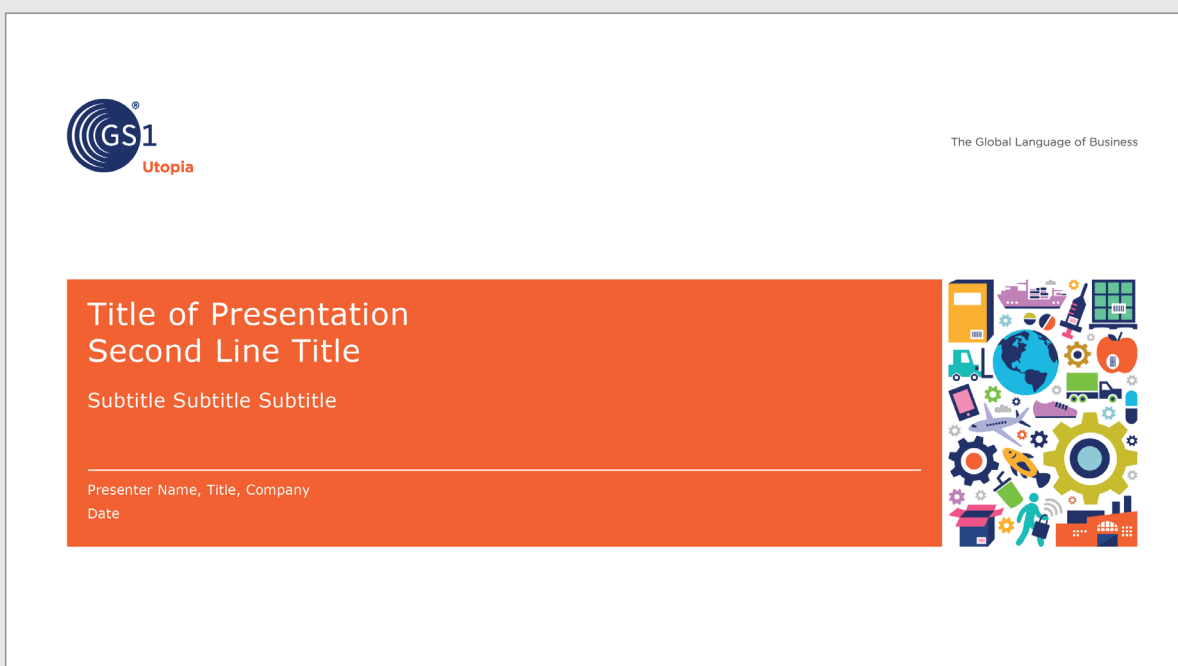 GS1®
Utopia
The Global Language of Business
Title of Presentation
Second Line Title
Subtitle Subtitle Subtitle
Presenter Name, Title, Company
Date